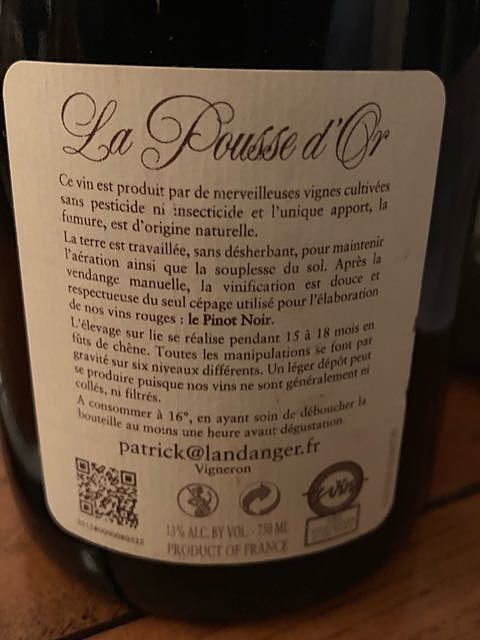 La Pousse d'Or
Ce vin est produit par de merveilleuses vignes cultivées
sans pesticide ni insecticide et l'unique apport, la
fumure, est d'origine naturelle.
La terre est travaillée, sans désherbant, pour maintenir
l'aération ainsi que la souplesse du sol. Après la
vendange manuelle, la vinification est douce et
respectueuse du seul cépage utilisé pour l'élaboration
de nos vins rouges : le Pinot Noir.
L'élevage sur lie se réalise pendant 15 à 18 mois en
fûts de chêne. Toutes les manipulations se font par
gravité sur six niveaux différents. Un léger dépôt peut
se produire puisque nos vins ne sont généralement ni
collés, ni filtrés.
A consommer à 16°, en ayant soin de déboucher la
bouteille au moins une heure avant dégustation.
patrick@landanger.fr
Vigneron
13% ALC. BY VOL. - 750 ML
PRODUCT OF FRANCE